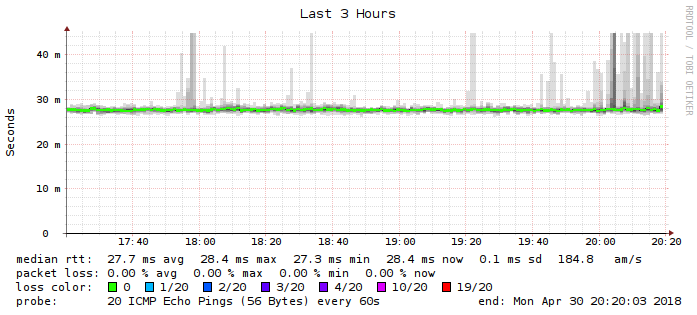 Last 3 Hours
RRDTOOL / TOBI OETIKER
Seconds
40 m
30 m
20 m
10 m
0
17:40 18:00 18:20 18:40 19:00 19:20 19:40 20:00 20:20
median rtt: 27.7 ms avg 28.4 ms max 27.3 ms min 28.4 ms now 0.1 ms sd 184.8 am/s
packet loss: 0.00 % avg 0.00 % max 0.00 % min 0.00 % now
loss color: 0 1/20 2/20 3/20 4/20 10/20 19/20
probe: 20 ICMP Echo Pings (56 Bytes) every 60s end: Mon Apr 30 20:20:03 2018